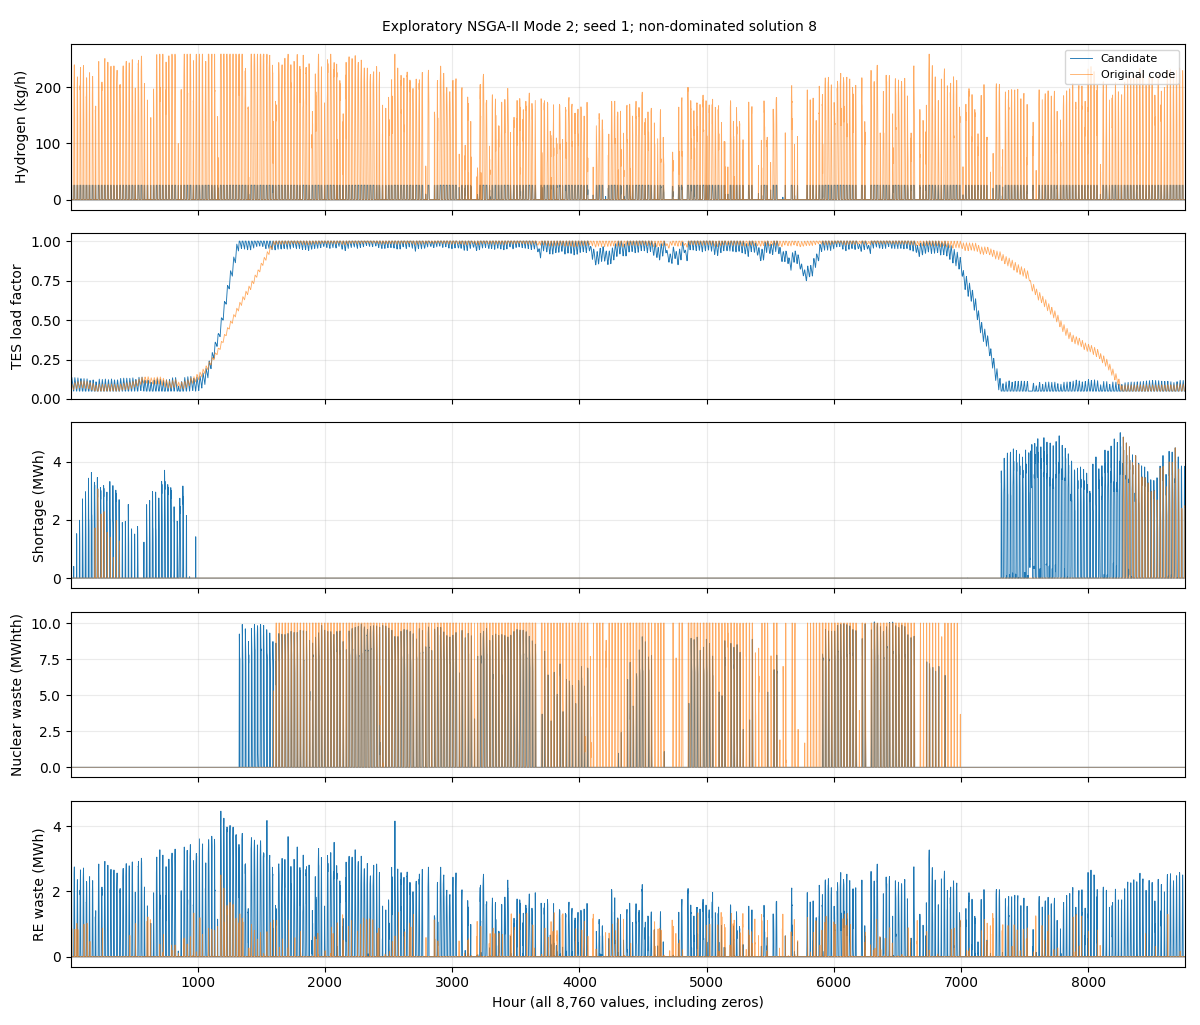 Exploratory NSGA-II Mode 2; seed 1; non-dominated solution 8
Hydrogen (kg/h)
200
100
0
Candidate
Original code
TES load factor
1.00
0.75
0.50
0.25
0.00
Shortage (MWh)
4
2
0
Nuclear waste (MWhth)
10.0
7.5
5.0
2.5
0.0
RE waste (MWh)
4
2
0
1000 2000 3000 4000 5000 6000 7000 8000
Hour (all 8,760 values, including zeros)